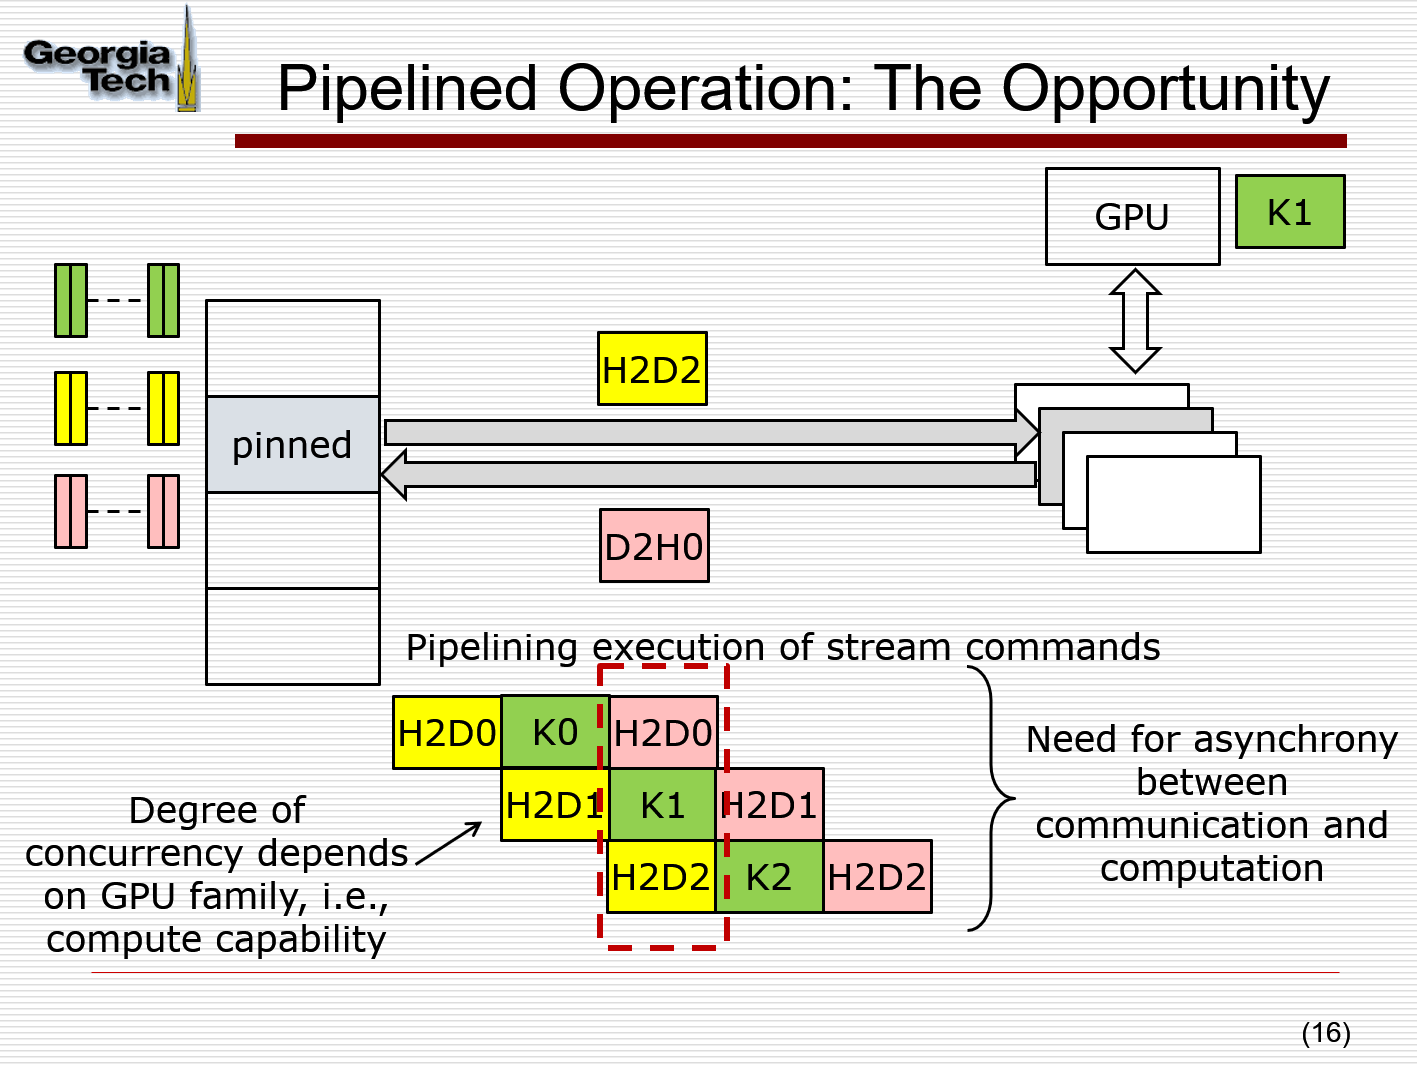 Georgia
Tech
Pipelined Operation: The Opportunity
GPU
K1
H2D2
pinned
D2H0
Pipelining execution of stream commands
H2D0
K0
H2D0
H2D1
K1
H2D1
H2D2
K2
H2D2
Degree of
concurrency depends
on GPU family, i.e.,
compute capability
Need for asynchrony
between
communication and
computation
(16)